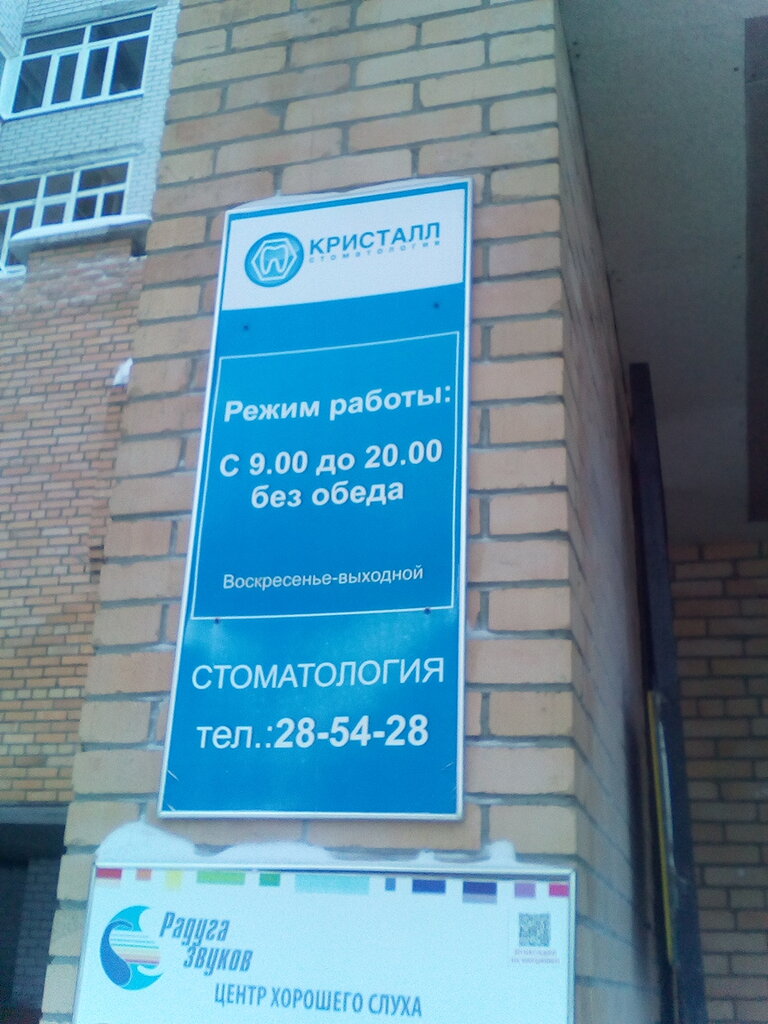 КРИСТАЛЛ
СТОМАТОЛОГИЯ
Режим работы:
С 9.00 до 20.00
без обеда
Воскресенье-выходной
СТОМАТОЛОГИЯ
тел.:28-54-28
Радуга
Звуков
ЦЕНТР ХОРОШЕГО СЛУХА